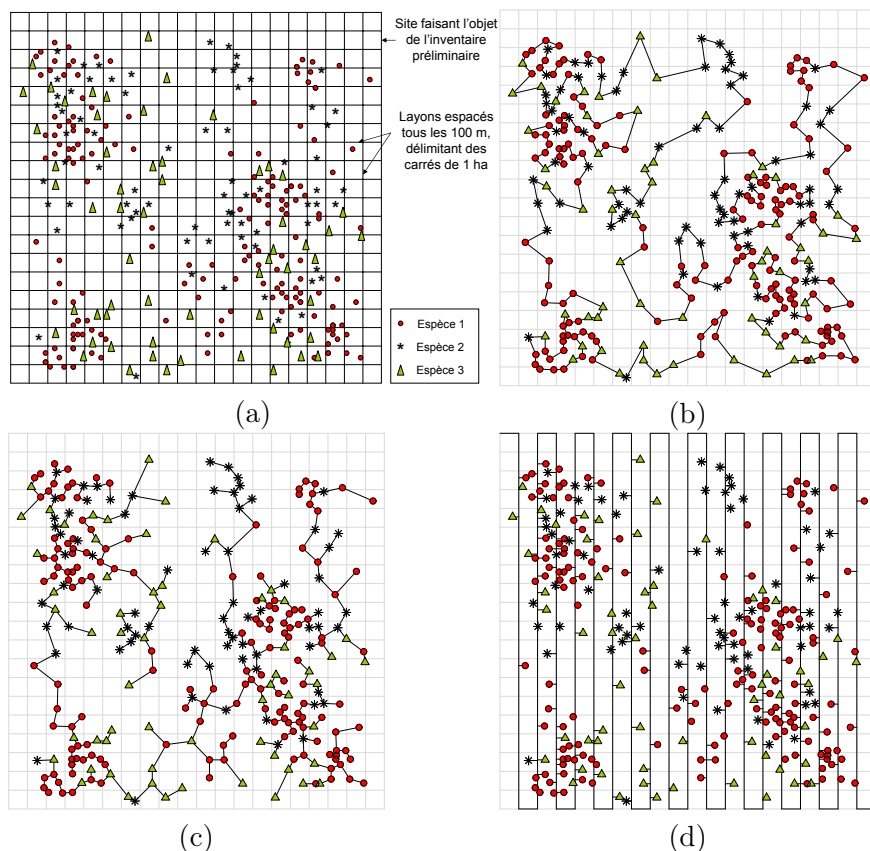 Site faisant l'objet
de l'inventaire
préliminaire
Layons espacés
tous les 100 m,
délimitant des
carrés de 1 ha
Espèce 1
Espèce 2
Espèce 3
(a)
(b)
(c)
(d)